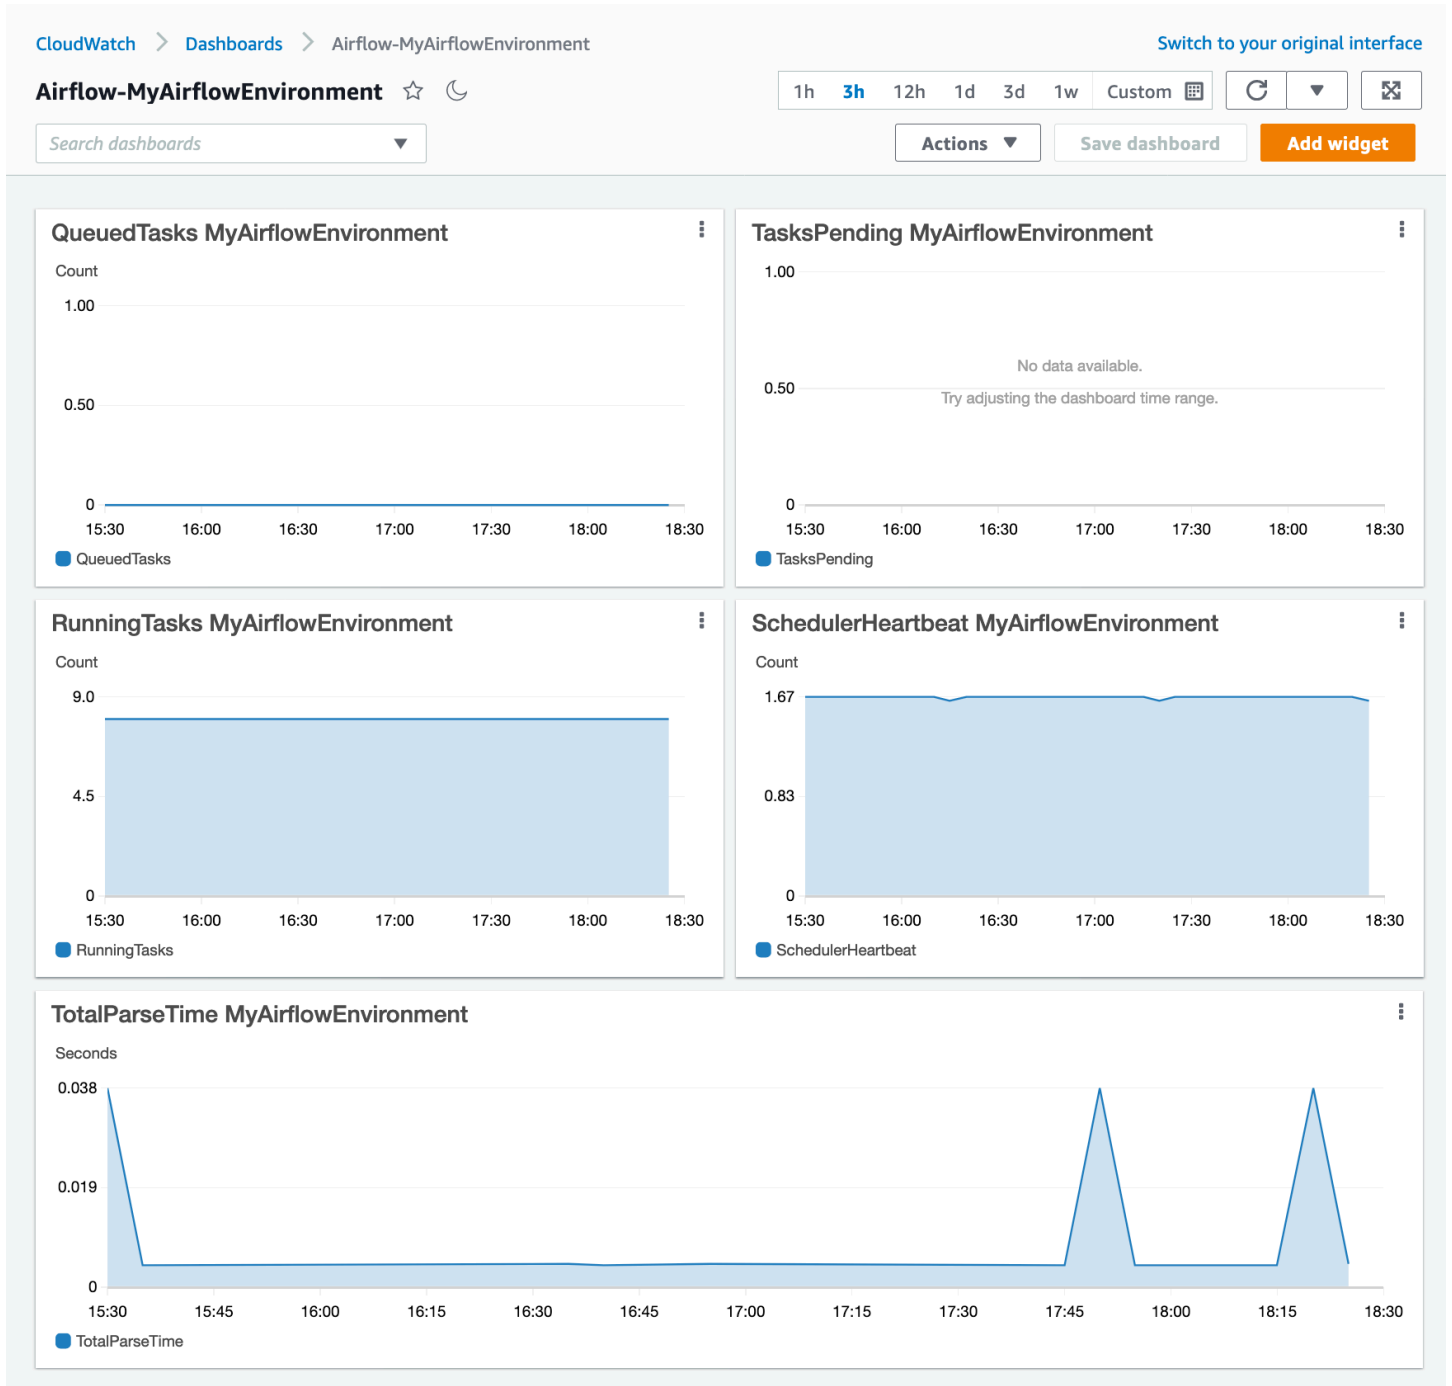 CloudWatch > Dashboards > Airflow-MyAirflowEnvironment
Switch to your original interface
Airflow-MyAirflowEnvironment
1h 3h 12h 1d 3d 1w Custom
Search dashboards
Actions
Save dashboard
Add widget
QueuedTasks MyAirflowEnvironment
Count
1.00
0.50
0
15:30 16:00 16:30 17:00 17:30 18:00 18:30
QueuedTasks
TasksPending MyAirflowEnvironment
1.00
No data available.
0.50
Try adjusting the dashboard time range.
0
15:30 16:00 16:30 17:00 17:30 18:00 18:30
TasksPending
RunningTasks MyAirflowEnvironment
Count
9.0
4.5
0
15:30 16:00 16:30 17:00 17:30 18:00 18:30
RunningTasks
SchedulerHeartbeat MyAirflowEnvironment
Count
1.67
0.83
0
15:30 16:00 16:30 17:00 17:30 18:00 18:30
SchedulerHeartbeat
TotalParseTime MyAirflowEnvironment
Seconds
0.038
0.019
0
15:30 15:45 16:00 16:15 16:30 16:45 17:00 17:15 17:30 17:45 18:00 18:15 18:30
TotalParseTime